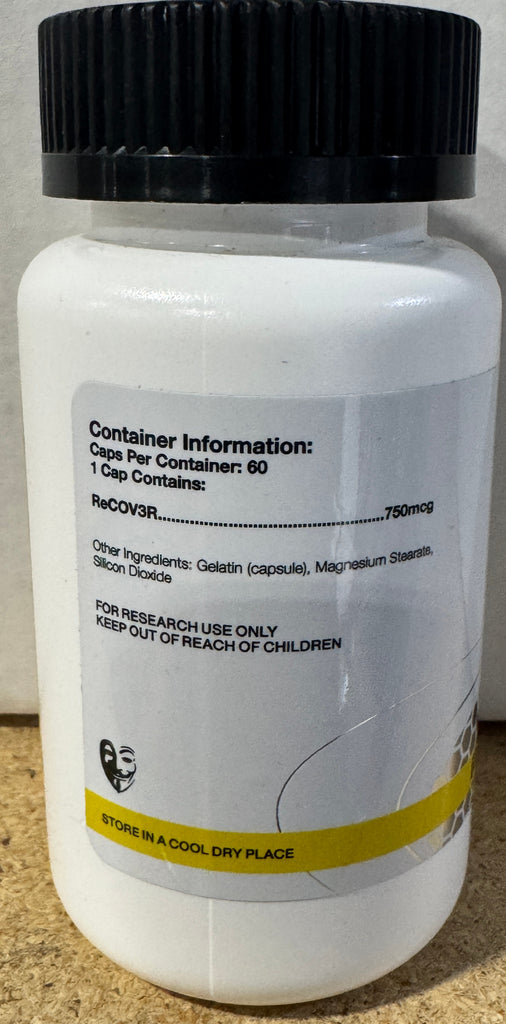 Container Information:
Caps Per Container: 60
1 Cap Contains:
ReCOV3R..............................................750mcg
Other Ingredients: Gelatin (capsule), Magnesium Stearate,
Silicon Dioxide
FOR RESEARCH USE ONLY
KEEP OUT OF REACH OF CHILDREN
STORE IN A COOL DRY PLACE